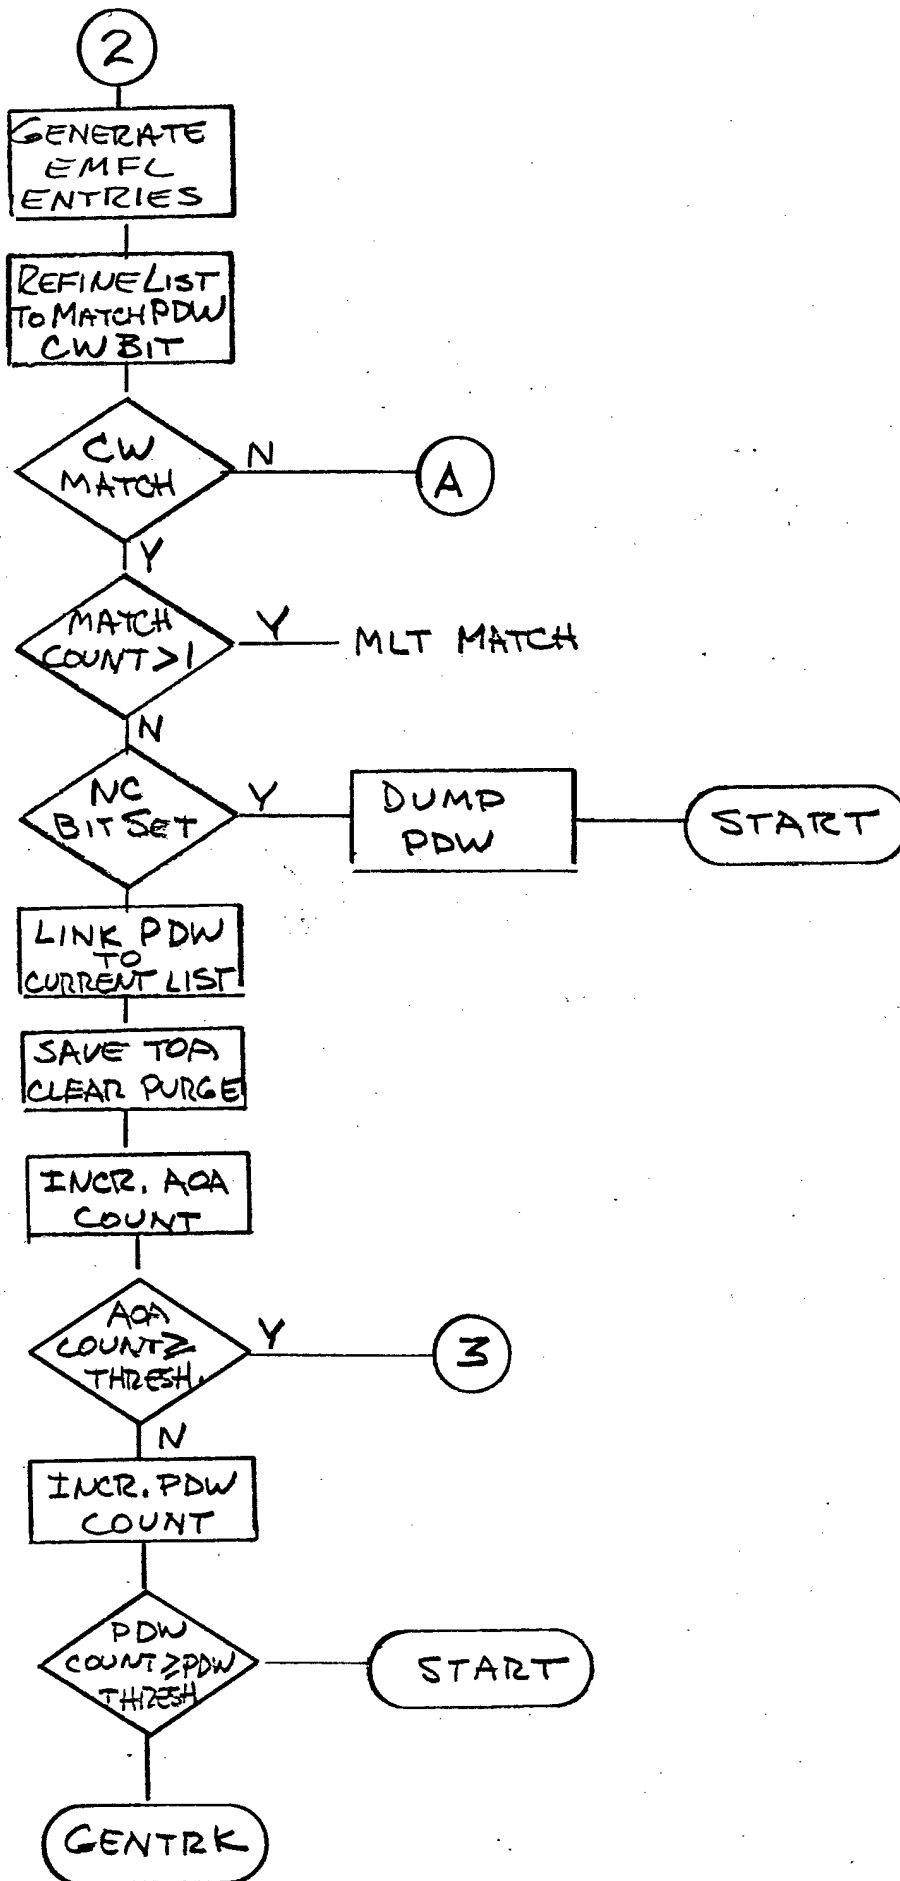 2
GENERATE
EMFL
ENTRIES
REFINE LIST
TO MATCH PDW
CW BIT
CW
MATCH
N
A
Y
MATCH
COUNT > 1
Y
MLT MATCH
N
NC
BIT SET
Y
DUMP
PDW
START
LINK PDW
TO
CURRENT LIST
SAVE TOA
CLEAR PURGE
INCR. AOA
COUNT
AOA
COUNT ≥
THRESH.
Y
3
N
INCR. PDW
COUNT
PDW
COUNT ≥ PDW
THRESH
START
GENTRK